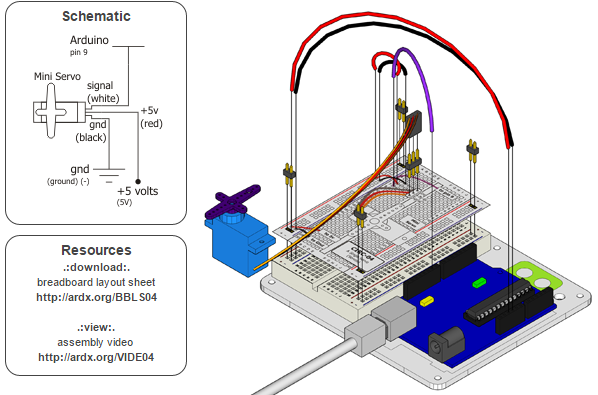 Schematic
Arduino
pin 9
Mini Servo
signal
(white)
+5v
(red)
gnd
(black)
gnd
(ground) (-)
+5 volts
(5V)
Resources
.:download:.
breadboard layout sheet
http://ardx.org/BBLS04
.:view:.
assembly video
http://ardx.org/VIDE04